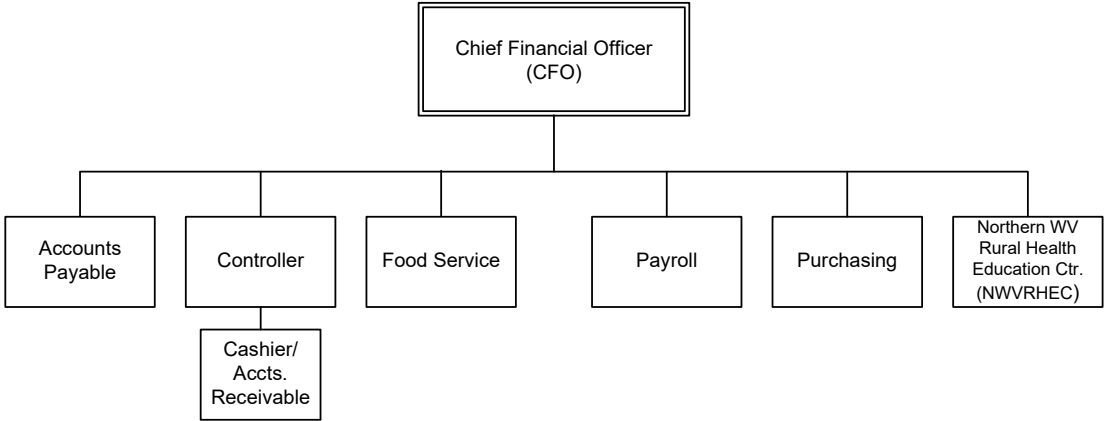 Chief Financial Officer
(CFO)
Accounts
Payable
Controller
Food Service
Payroll
Purchasing
Northern WV
Rural Health
Education Ctr.
(NWVRHEC)
Cashier/
Accts.
Receivable